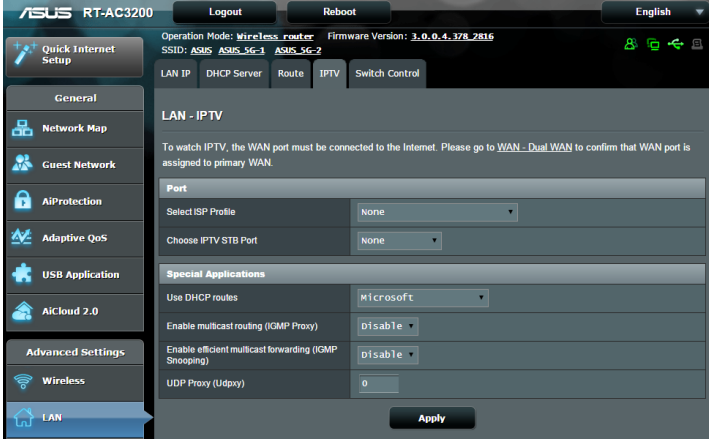 ASUS RT-AC3200 Logout Reboot English
Quick Internet Setup
Operation Mode: Wireless router Firmware Version: 3.0.0.4.378_2816
SSID: ASUS ASUS_5G-1 ASUS_5G-2
LAN IP DHCP Server Route IPTV Switch Control
General
Network Map
Guest Network
AiProtection
Adaptive QoS
USB Application
AiCloud 2.0
Advanced Settings
Wireless
LAN
LAN - IPTV
To watch IPTV, the WAN port must be connected to the Internet. Please go to WAN - Dual WAN to confirm that WAN port is
assigned to primary WAN.
Port
Select ISP Profile None
Choose IPTV STB Port None
Special Applications
Use DHCP routes Microsoft
Enable multicast routing (IGMP Proxy) Disable
Enable efficient multicast forwarding (IGMP
Snooping) Disable
UDP Proxy (Udpxy) 0
Apply